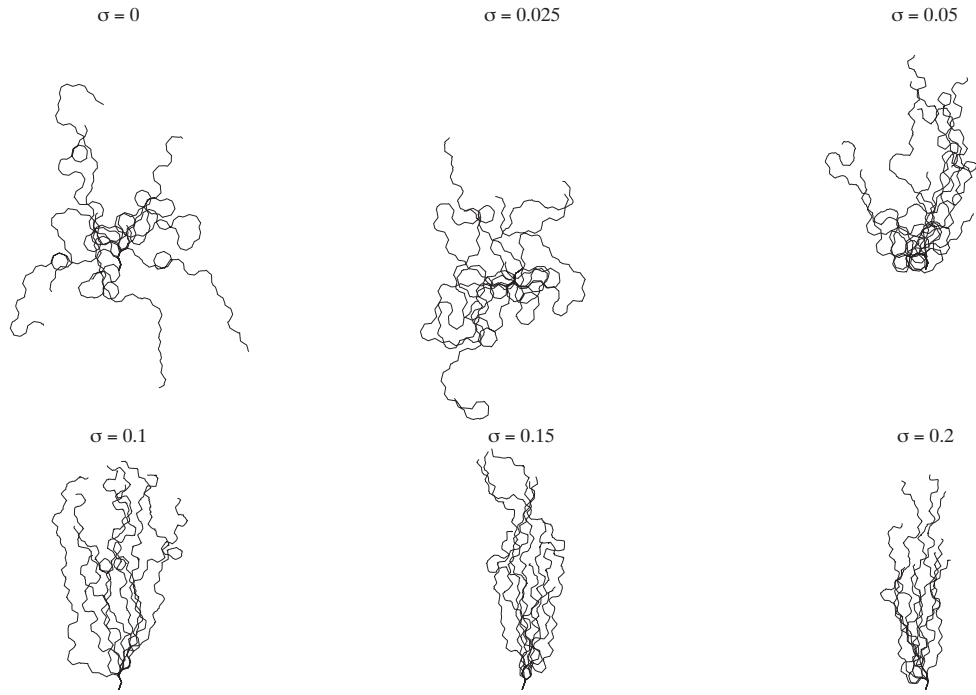 σ = 0
σ = 0.025
σ = 0.05
σ = 0.1
σ = 0.15
σ = 0.2